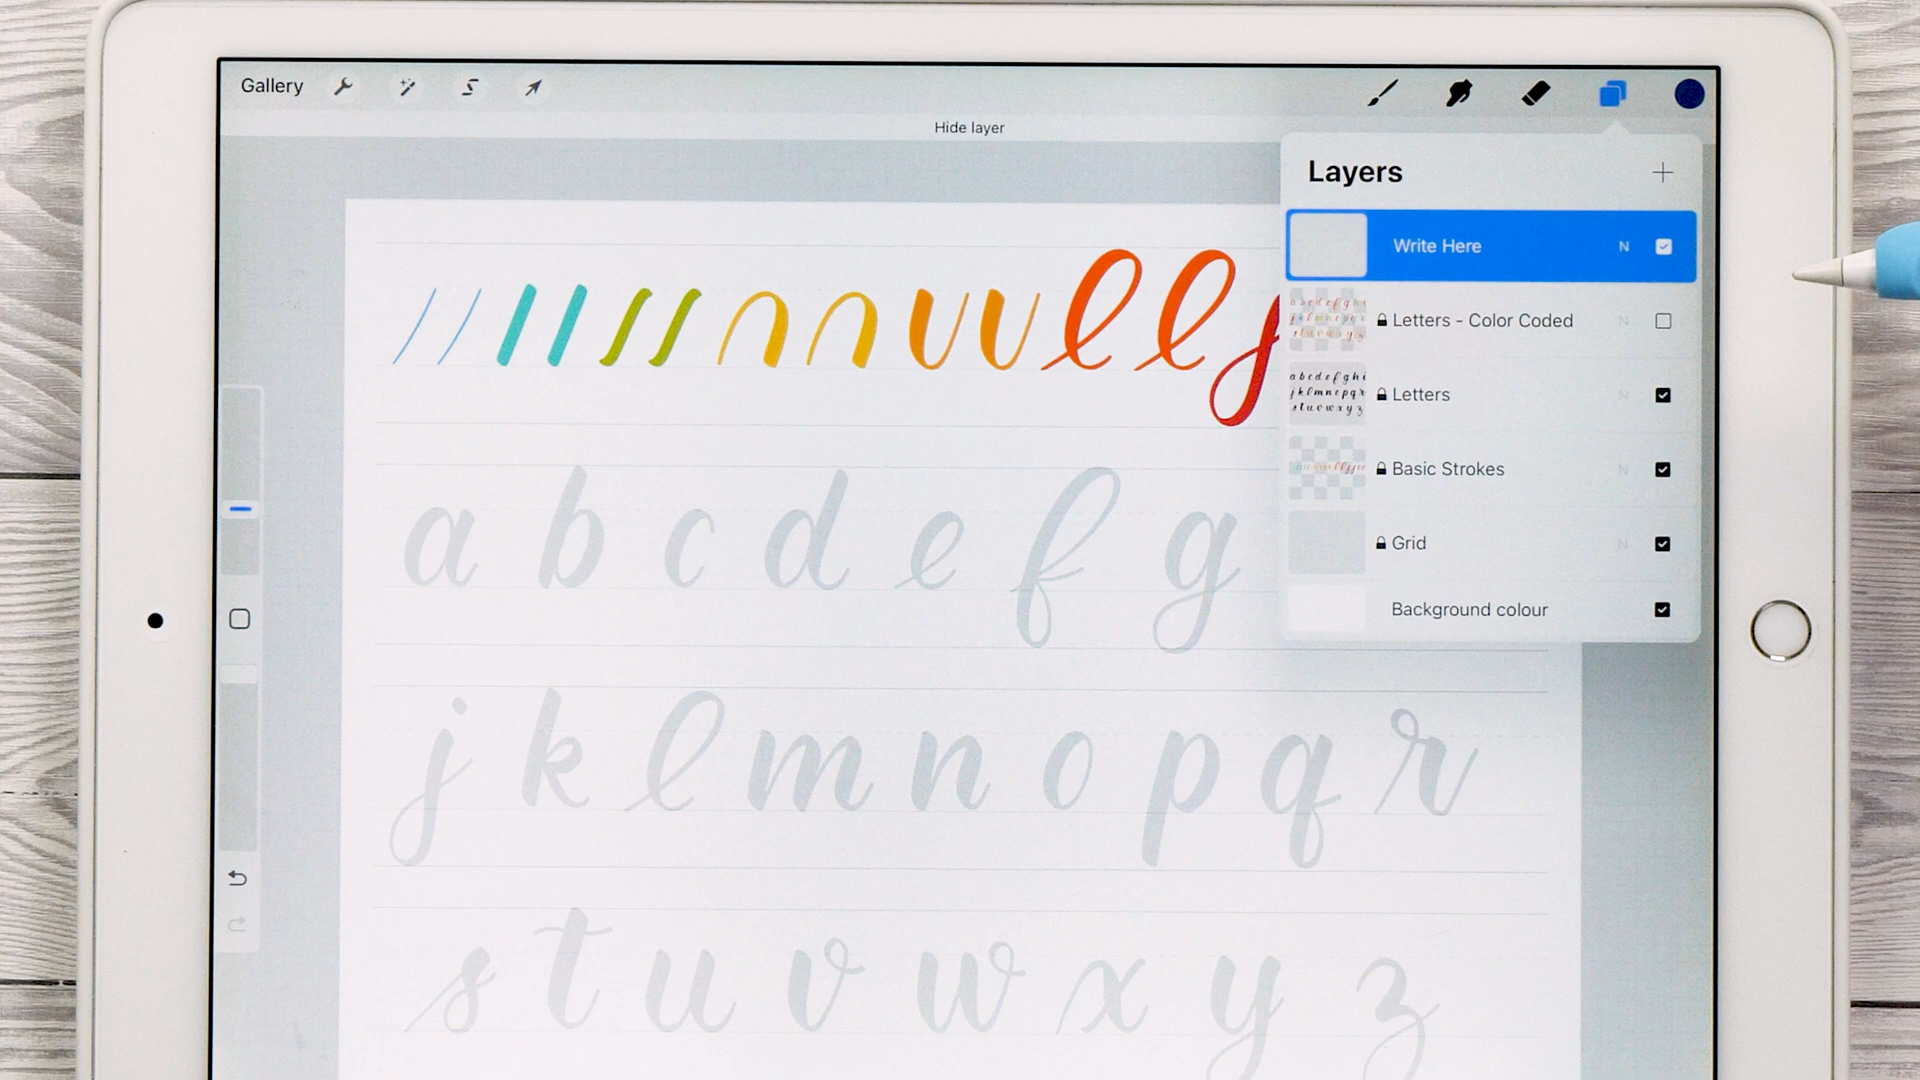 Gallery
Hide layer
Layers
Write Here N
Letters - Color Coded N
Letters N
Basic Strokes N
Grid N
Background colour
a b c d e f g
j k l m n o p q r
s t u v w x y z